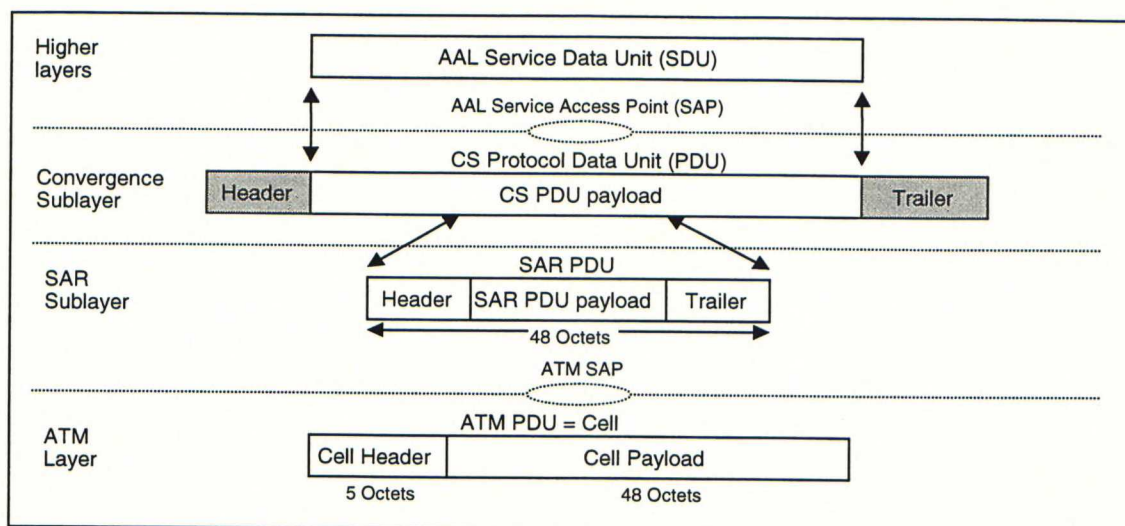 Higher
layers
AAL Service Data Unit (SDU)
AAL Service Access Point (SAP)
Convergence
Sublayer
CS Protocol Data Unit (PDU)
Header
CS PDU payload
Trailer
SAR
Sublayer
SAR PDU
Header
SAR PDU payload
Trailer
48 Octets
ATM SAP
ATM
Layer
ATM PDU = Cell
Cell Header
Cell Payload
5 Octets
48 Octets